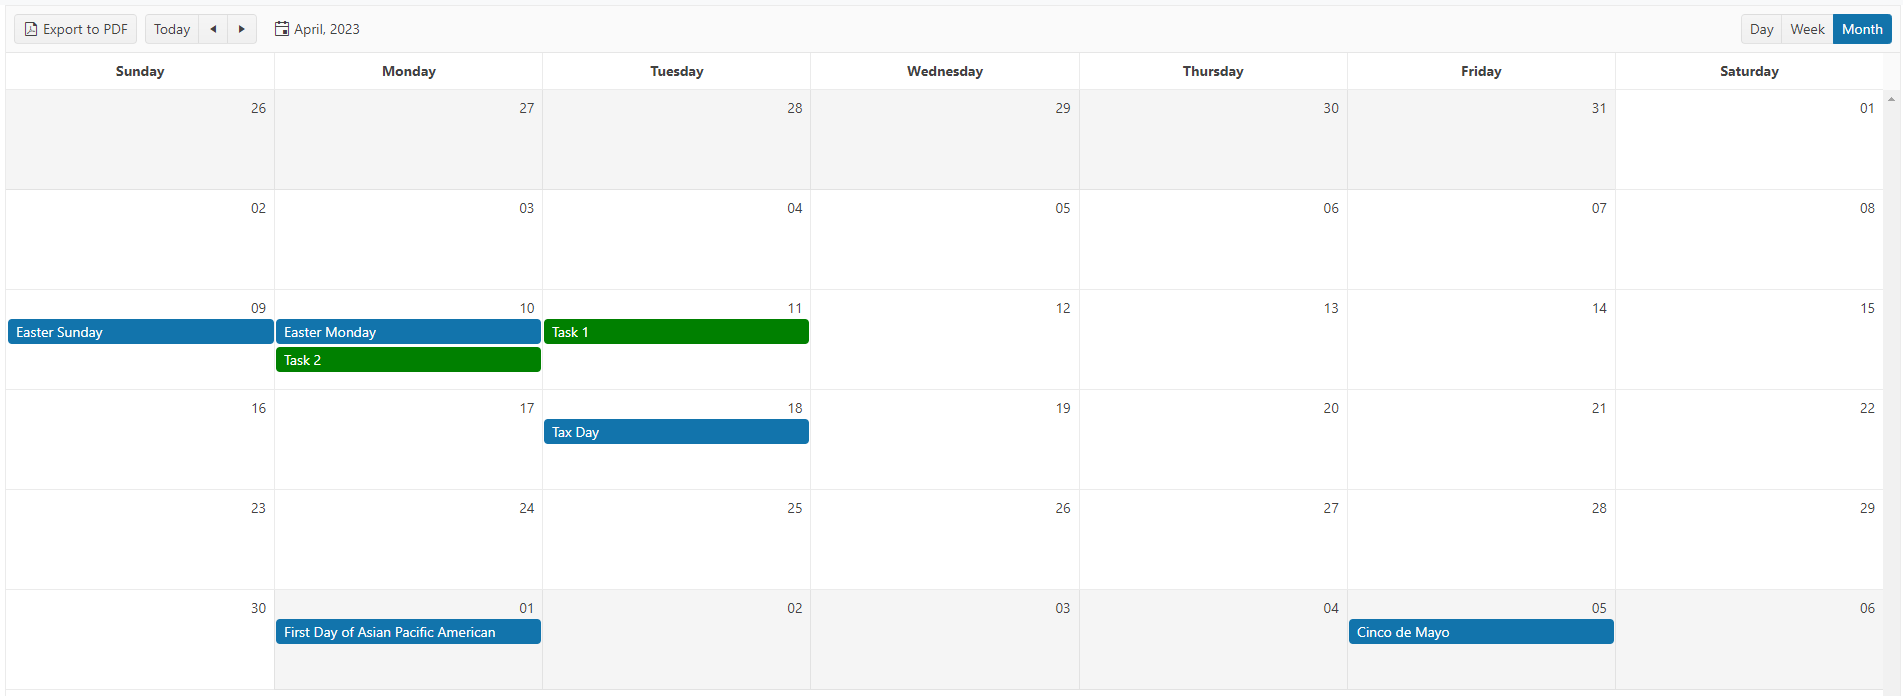 Export to PDF Today April, 2023 Day Week Month
Sunday Monday Tuesday Wednesday Thursday Friday Saturday
26 27 28 29 30 31 01
02 03 04 05 06 07 08
09 10 11 12 13 14 15
Easter Sunday Easter Monday Task 1
Task 2
16 17 18 19 20 21 22
Tax Day
23 24 25 26 27 28 29
30 01 02 03 04 05 06
First Day of Asian Pacific American Cinco de Mayo